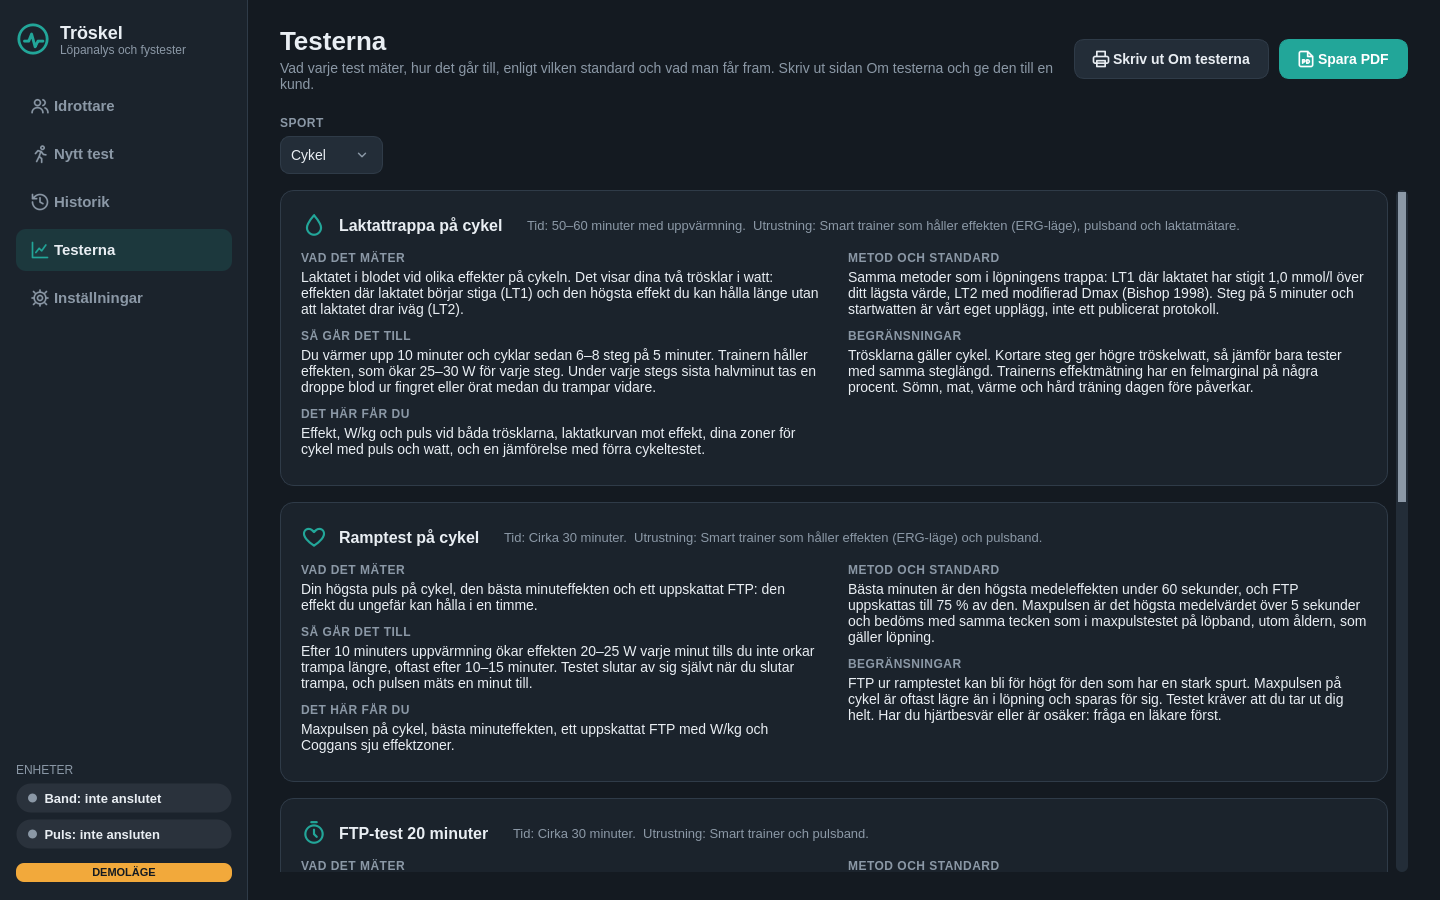 Tröskel
Löpanalys och fystester
Idrottare
Nytt test
Historik
Testerna
Inställningar
ENHETER
Band: inte anslutet
Puls: inte ansluten
DEMOLÄGE
Testerna
Vad varje test mäter, hur det går till, enligt vilken standard och vad man får fram. Skriv ut sidan Om testerna och ge den till en
kund.
Skriv ut Om testerna
Spara PDF
SPORT
Cykel
Laktattrappa på cykel
Tid: 50–60 minuter med uppvärmning.  Utrustning: Smart trainer som håller effekten (ERG-läge), pulsband och laktatmätare.
VAD DET MÄTER
Laktatet i blodet vid olika effekter på cykeln. Det visar dina två trösklar i watt:
effekten där laktatet börjar stiga (LT1) och den högsta effekt du kan hålla länge utan
att laktatet drar iväg (LT2).
SÅ GÅR DET TILL
Du värmer upp 10 minuter och cyklar sedan 6–8 steg på 5 minuter. Trainern håller
effekten, som ökar 25–30 W för varje steg. Under varje stegs sista halvminut tas en
droppe blod ur fingret eller örat medan du trampar vidare.
DET HÄR FÅR DU
Effekt, W/kg och puls vid båda trösklarna, laktatkurvan mot effekt, dina zoner för
cykel med puls och watt, och en jämförelse med förra cykeltestet.
METOD OCH STANDARD
Samma metoder som i löpningens trappa: LT1 där laktatet har stigit 1,0 mmol/l över
ditt lägsta värde, LT2 med modifierad Dmax (Bishop 1998). Steg på 5 minuter och
startwatten är vårt eget upplägg, inte ett publicerat protokoll.
BEGRÄNSNINGAR
Trösklarna gäller cykel. Kortare steg ger högre tröskelwatt, så jämför bara tester
med samma steglängd. Trainerns effektmätning har en felmarginal på några
procent. Sömn, mat, värme och hård träning dagen före påverkar.
Ramptest på cykel
Tid: Cirka 30 minuter.  Utrustning: Smart trainer som håller effekten (ERG-läge) och pulsband.
VAD DET MÄTER
Din högsta puls på cykel, den bästa minuteffekten och ett uppskattat FTP: den
effekt du ungefär kan hålla i en timme.
SÅ GÅR DET TILL
Efter 10 minuters uppvärmning ökar effekten 20–25 W varje minut tills du inte orkar
trampa längre, oftast efter 10–15 minuter. Testet slutar av sig självt när du slutar
trampa, och pulsen mäts en minut till.
DET HÄR FÅR DU
Maxpulsen på cykel, bästa minuteffekten, ett uppskattat FTP med W/kg och
Coggans sju effektzoner.
METOD OCH STANDARD
Bästa minuten är den högsta medeleffekten under 60 sekunder, och FTP
uppskattas till 75 % av den. Maxpulsen är det högsta medelvärdet över 5 sekunder
och bedöms med samma tecken som i maxpulstestet på löpband, utom åldern, som
gäller löpning.
BEGRÄNSNINGAR
FTP ur ramptestet kan bli för högt för den som har en stark spurt. Maxpulsen på
cykel är oftast lägre än i löpning och sparas för sig. Testet kräver att du tar ut dig
helt. Har du hjärtbesvär eller är osäker: fråga en läkare först.
FTP-test 20 minuter
Tid: Cirka 30 minuter.  Utrustning: Smart trainer och pulsband.
VAD DET MÄTER
METOD OCH STANDARD